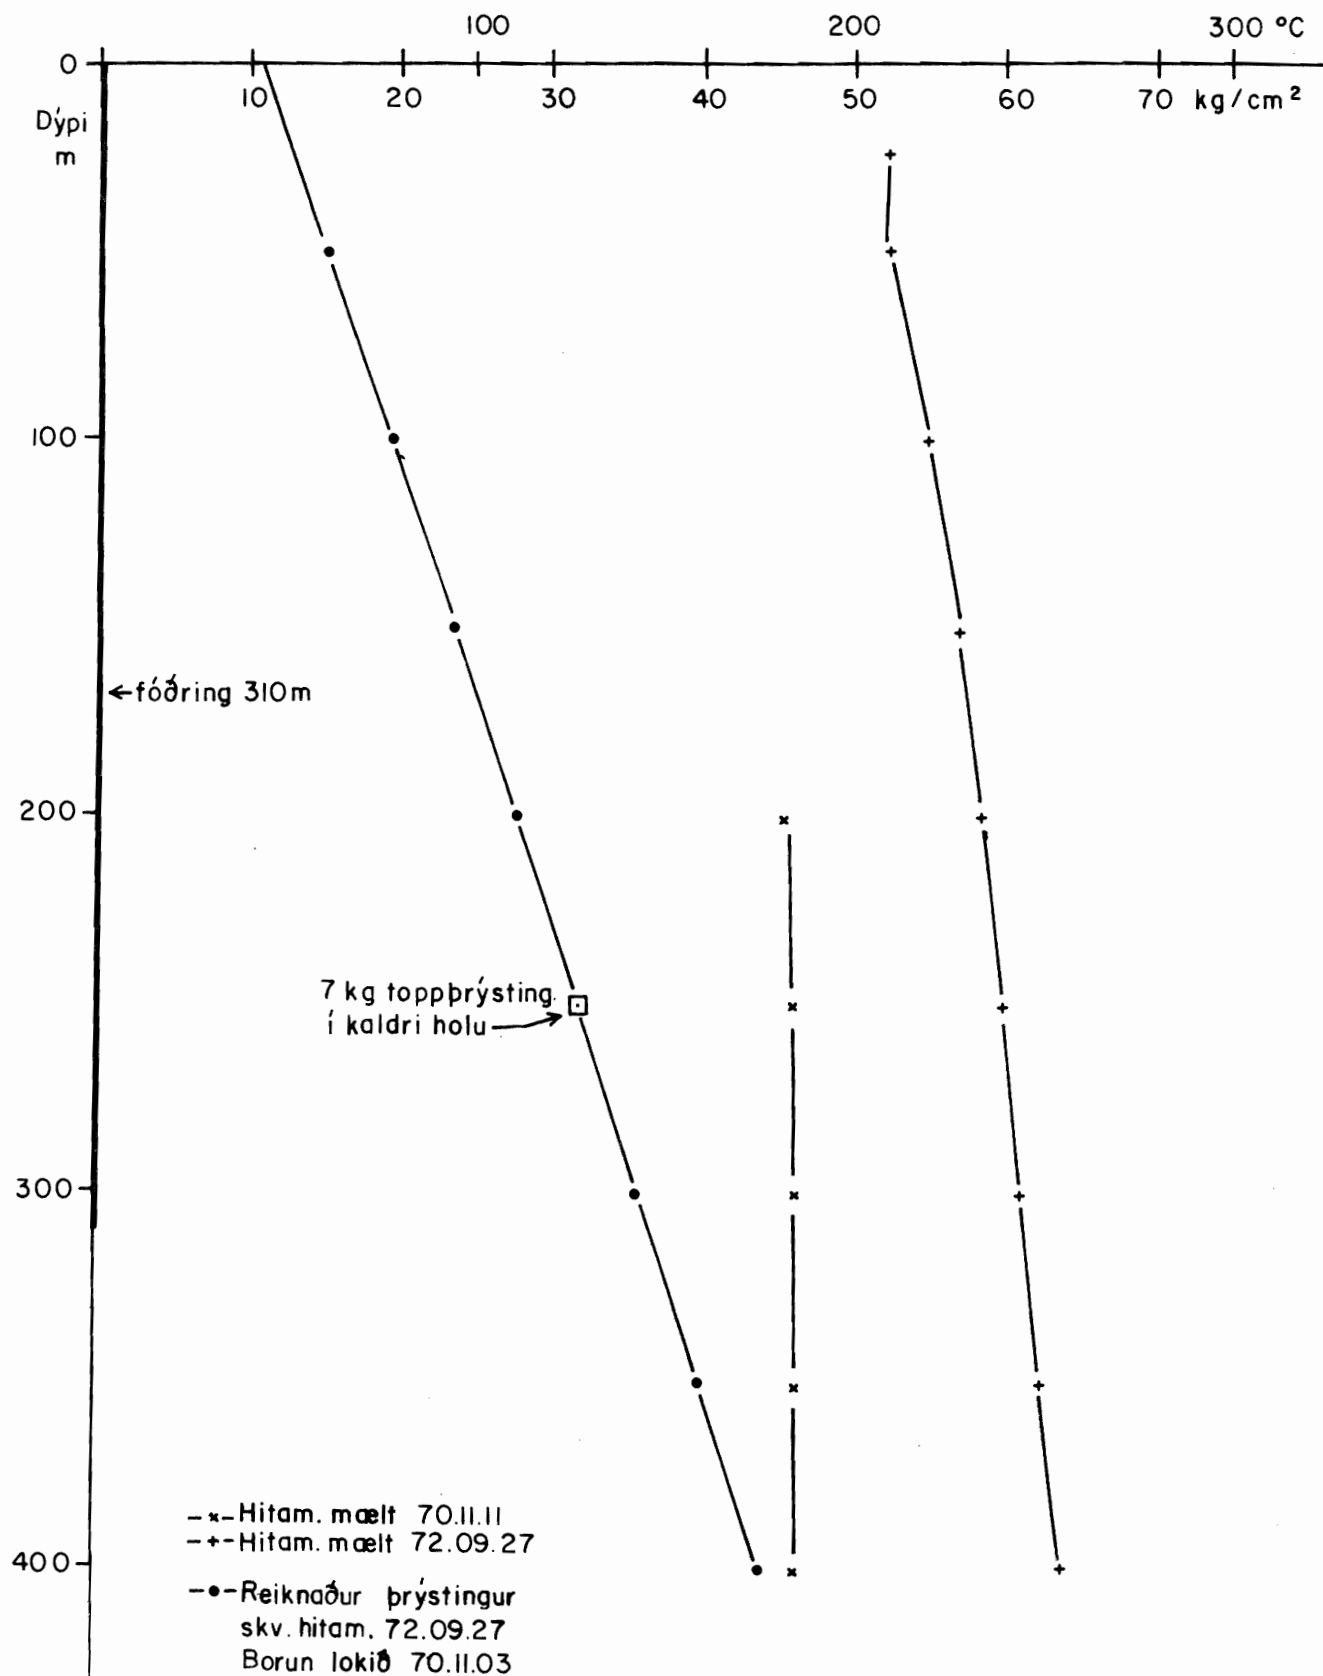 100 200 300 °C
0
10 20 30 40 50 60 70 kg/cm²
Dýpi
m
100
←fóðring 310m
200
7 kg toppþrýsting.
í kaldri holu
300
-x-Hitam. mælt 70.11.11
-+-Hitam. mælt 72.09.27
400
-●-Reiknaður þrýstingur
skv. hitam. 72.09.27
Borun lokið 70.11.03